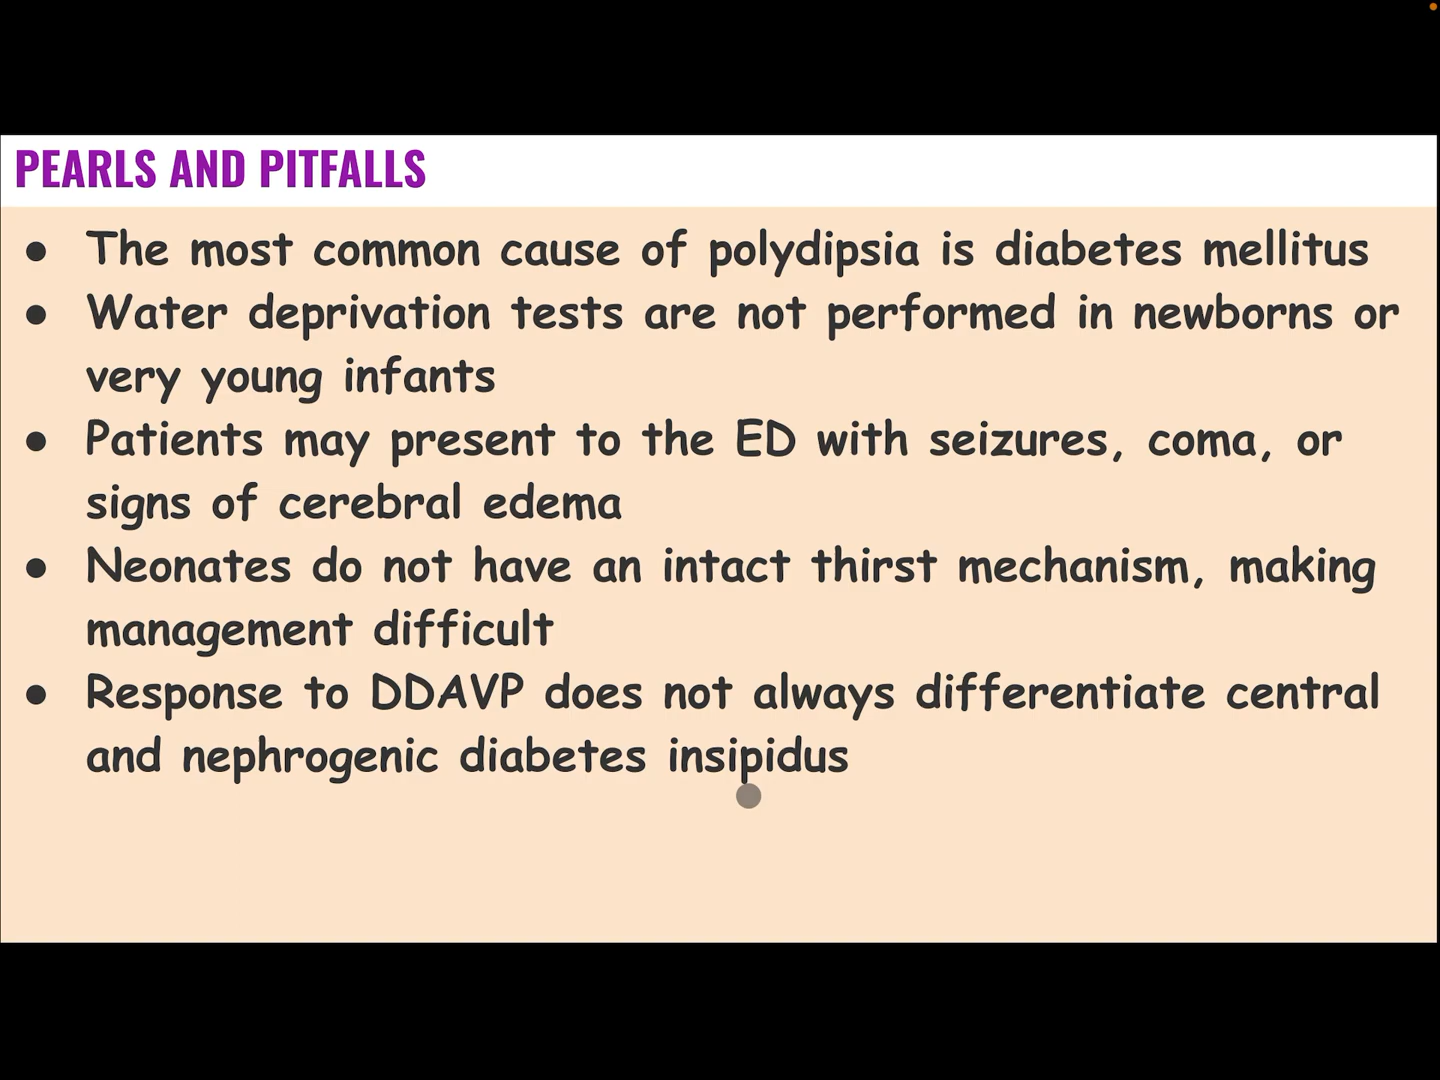 PEARLS AND PITFALLS
● The most common cause of polydipsia is diabetes mellitus
● Water deprivation tests are not performed in newborns or
very young infants
● Patients may present to the ED with seizures, coma, or
signs of cerebral edema
● Neonates do not have an intact thirst mechanism, making
management difficult
● Response to DDAVP does not always differentiate central
and nephrogenic diabetes insipidus